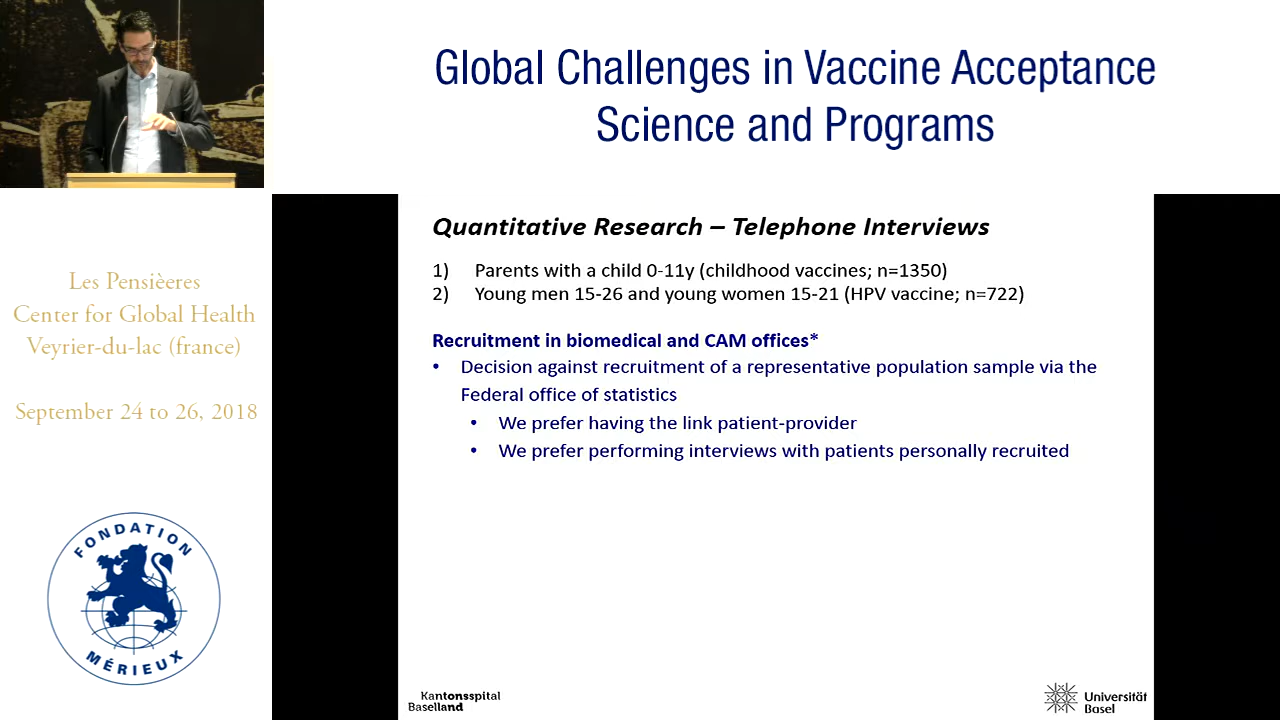 Global Challenges in Vaccine Acceptance
Science and Programs
Les Pensièeres
Center for Global Health
Veyrier-du-lac (france)
September 24 to 26, 2018
FONDATION
MÉRIEUX
Quantitative Research – Telephone Interviews
1) Parents with a child 0-11y (childhood vaccines; n=1350)
2) Young men 15-26 and young women 15-21 (HPV vaccine; n=722)
Recruitment in biomedical and CAM offices*
• Decision against recruitment of a representative population sample via the
Federal office of statistics
• We prefer having the link patient-provider
• We prefer performing interviews with patients personally recruited
Kantonsspital
Baselland
Universität
Basel